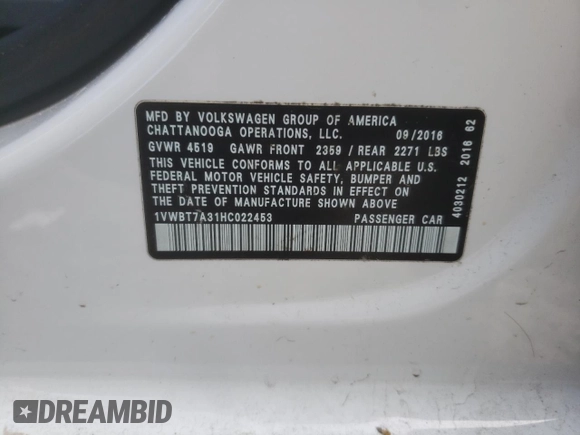 MFD BY VOLKSWAGEN GROUP OF AMERICA
CHATTANOOGA OPERATIONS, LLC. 09/2016
GVWR 4519 GAWR FRONT 2359 / REAR 2271 LBS
THIS VEHICLE CONFORMS TO ALL APPLICABLE U.S.
FEDERAL MOTOR VEHICLE SAFETY, BUMPER AND
THEFT PREVENTION STANDARDS IN EFFECT ON
THE DATE OF MANUFACTURE SHOWN ABOVE
1VWBT7A31HC022453 PASSENGER CAR
4030212 2016 62
DREAMBID